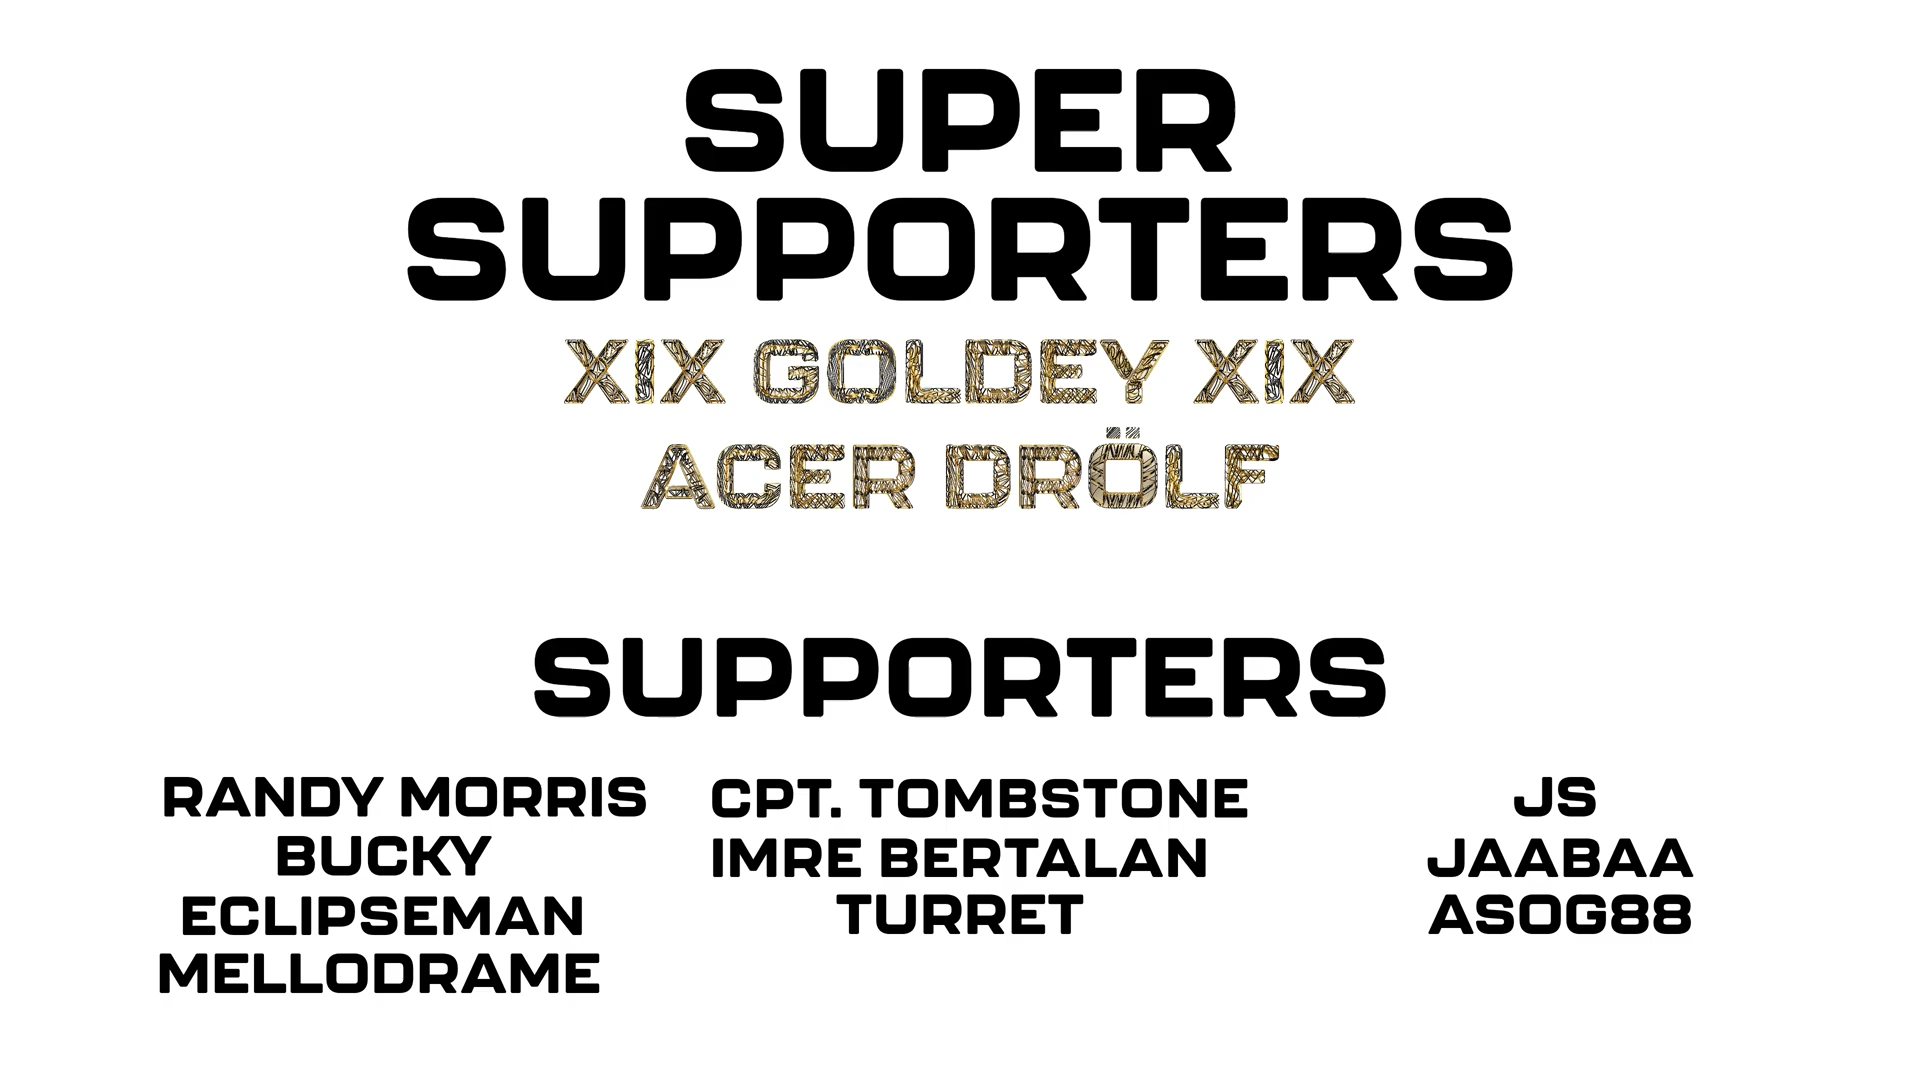 SUPER
SUPPORTERS
XIX GOLDEY XIX
ACER DRÖLF
SUPPORTERS
RANDY MORRIS
BUCKY
ECLIPSEMAN
MELLODRAME
CPT. TOMBSTONE
IMRE BERTALAN
TURRET
JS
JAABAA
ASOG88